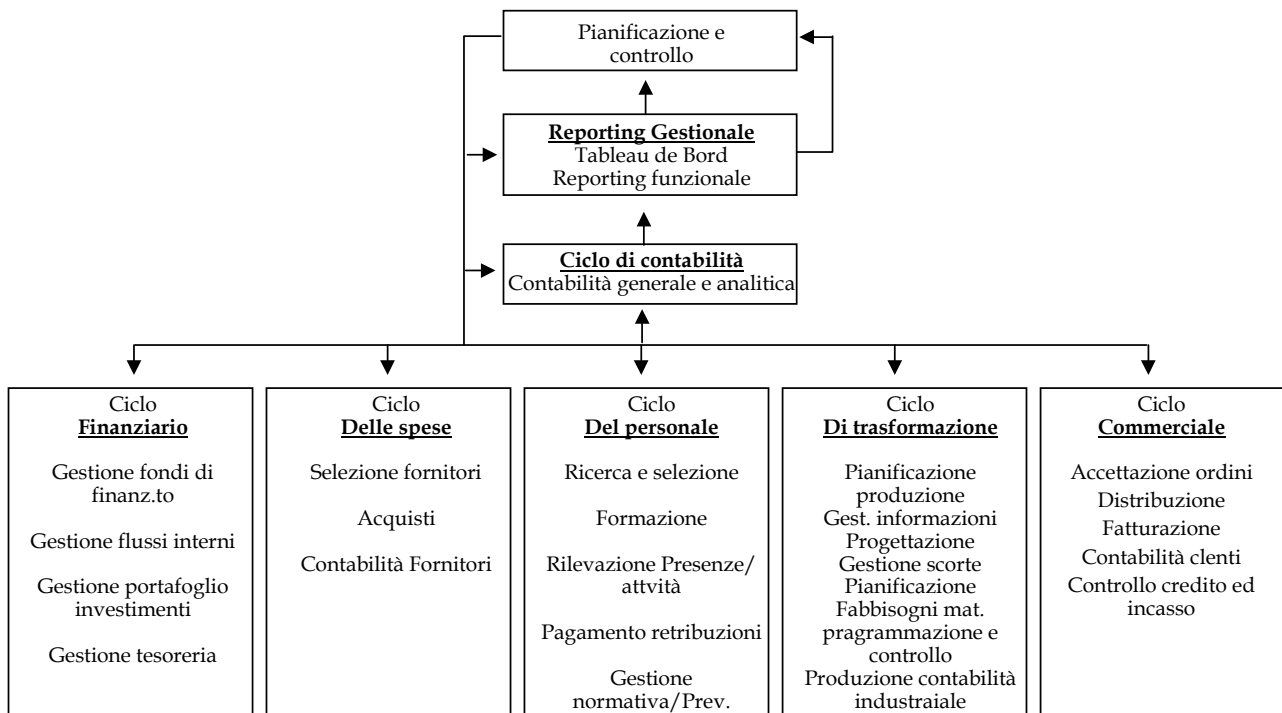 Pianificazione e
controllo
Reporting Gestionale
Tableau de Bord
Reporting funzionale
Ciclo di contabilità
Contabilità generale e analitica
Ciclo
Finanziario
Gestione fondi di
finanz.to
Gestione flussi interni
Gestione portafoglio
investimenti
Gestione tesoreria
Ciclo
Delle spese
Selezione fornitori
Acquisti
Contabilità Fornitori
Ciclo
Del personale
Ricerca e selezione
Formazione
Rilevazione Presenze/
attvità
Pagamento retribuzioni
Gestione
normativa/Prev.
Ciclo
Di trasformazione
Pianificazione
produzione
Gest. informazioni
Progettazione
Gestione scorte
Pianificazione
Fabbisogni mat.
pragrammazione e
controllo
Produzione contabilità
industraiale
Ciclo
Commerciale
Accettazione ordini
Distribuzione
Fatturazione
Contabilità clenti
Controllo credito ed
incasso